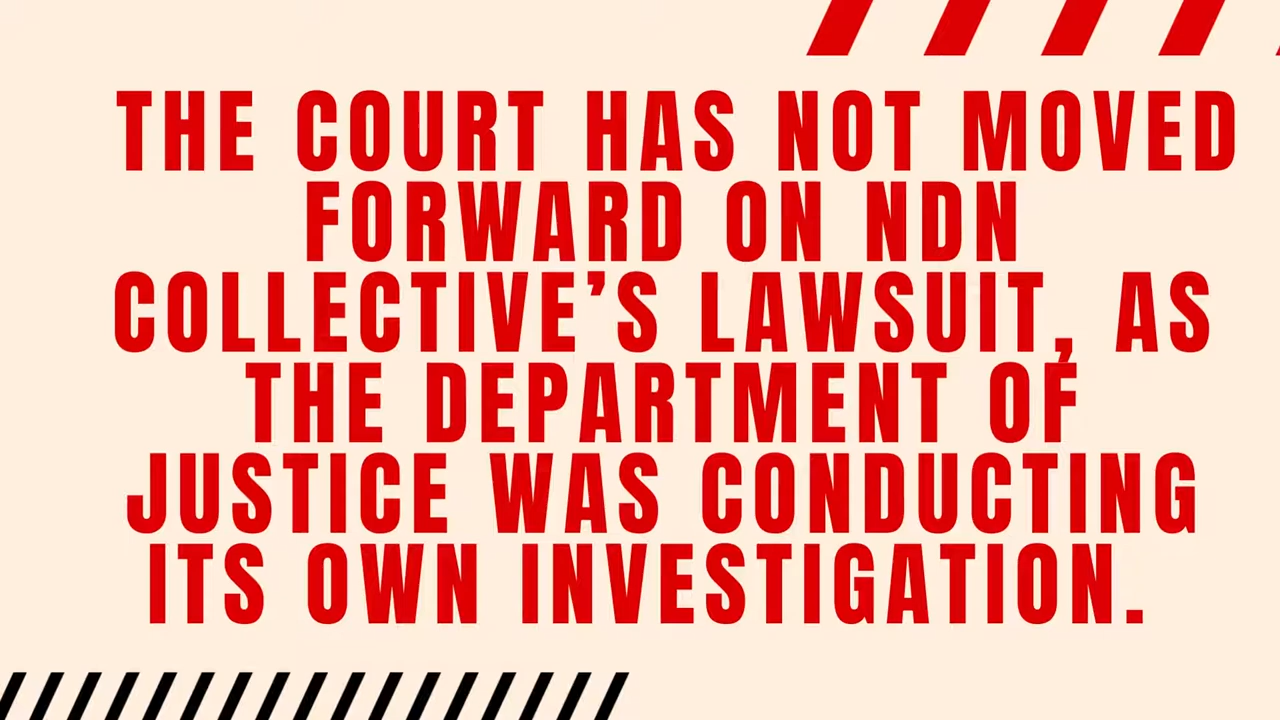 THE COURT HAS NOT MOVED
FORWARD ON NDN
COLLECTIVE’S LAWSUIT, AS
THE DEPARTMENT OF
JUSTICE WAS CONDUCTING
ITS OWN INVESTIGATION.